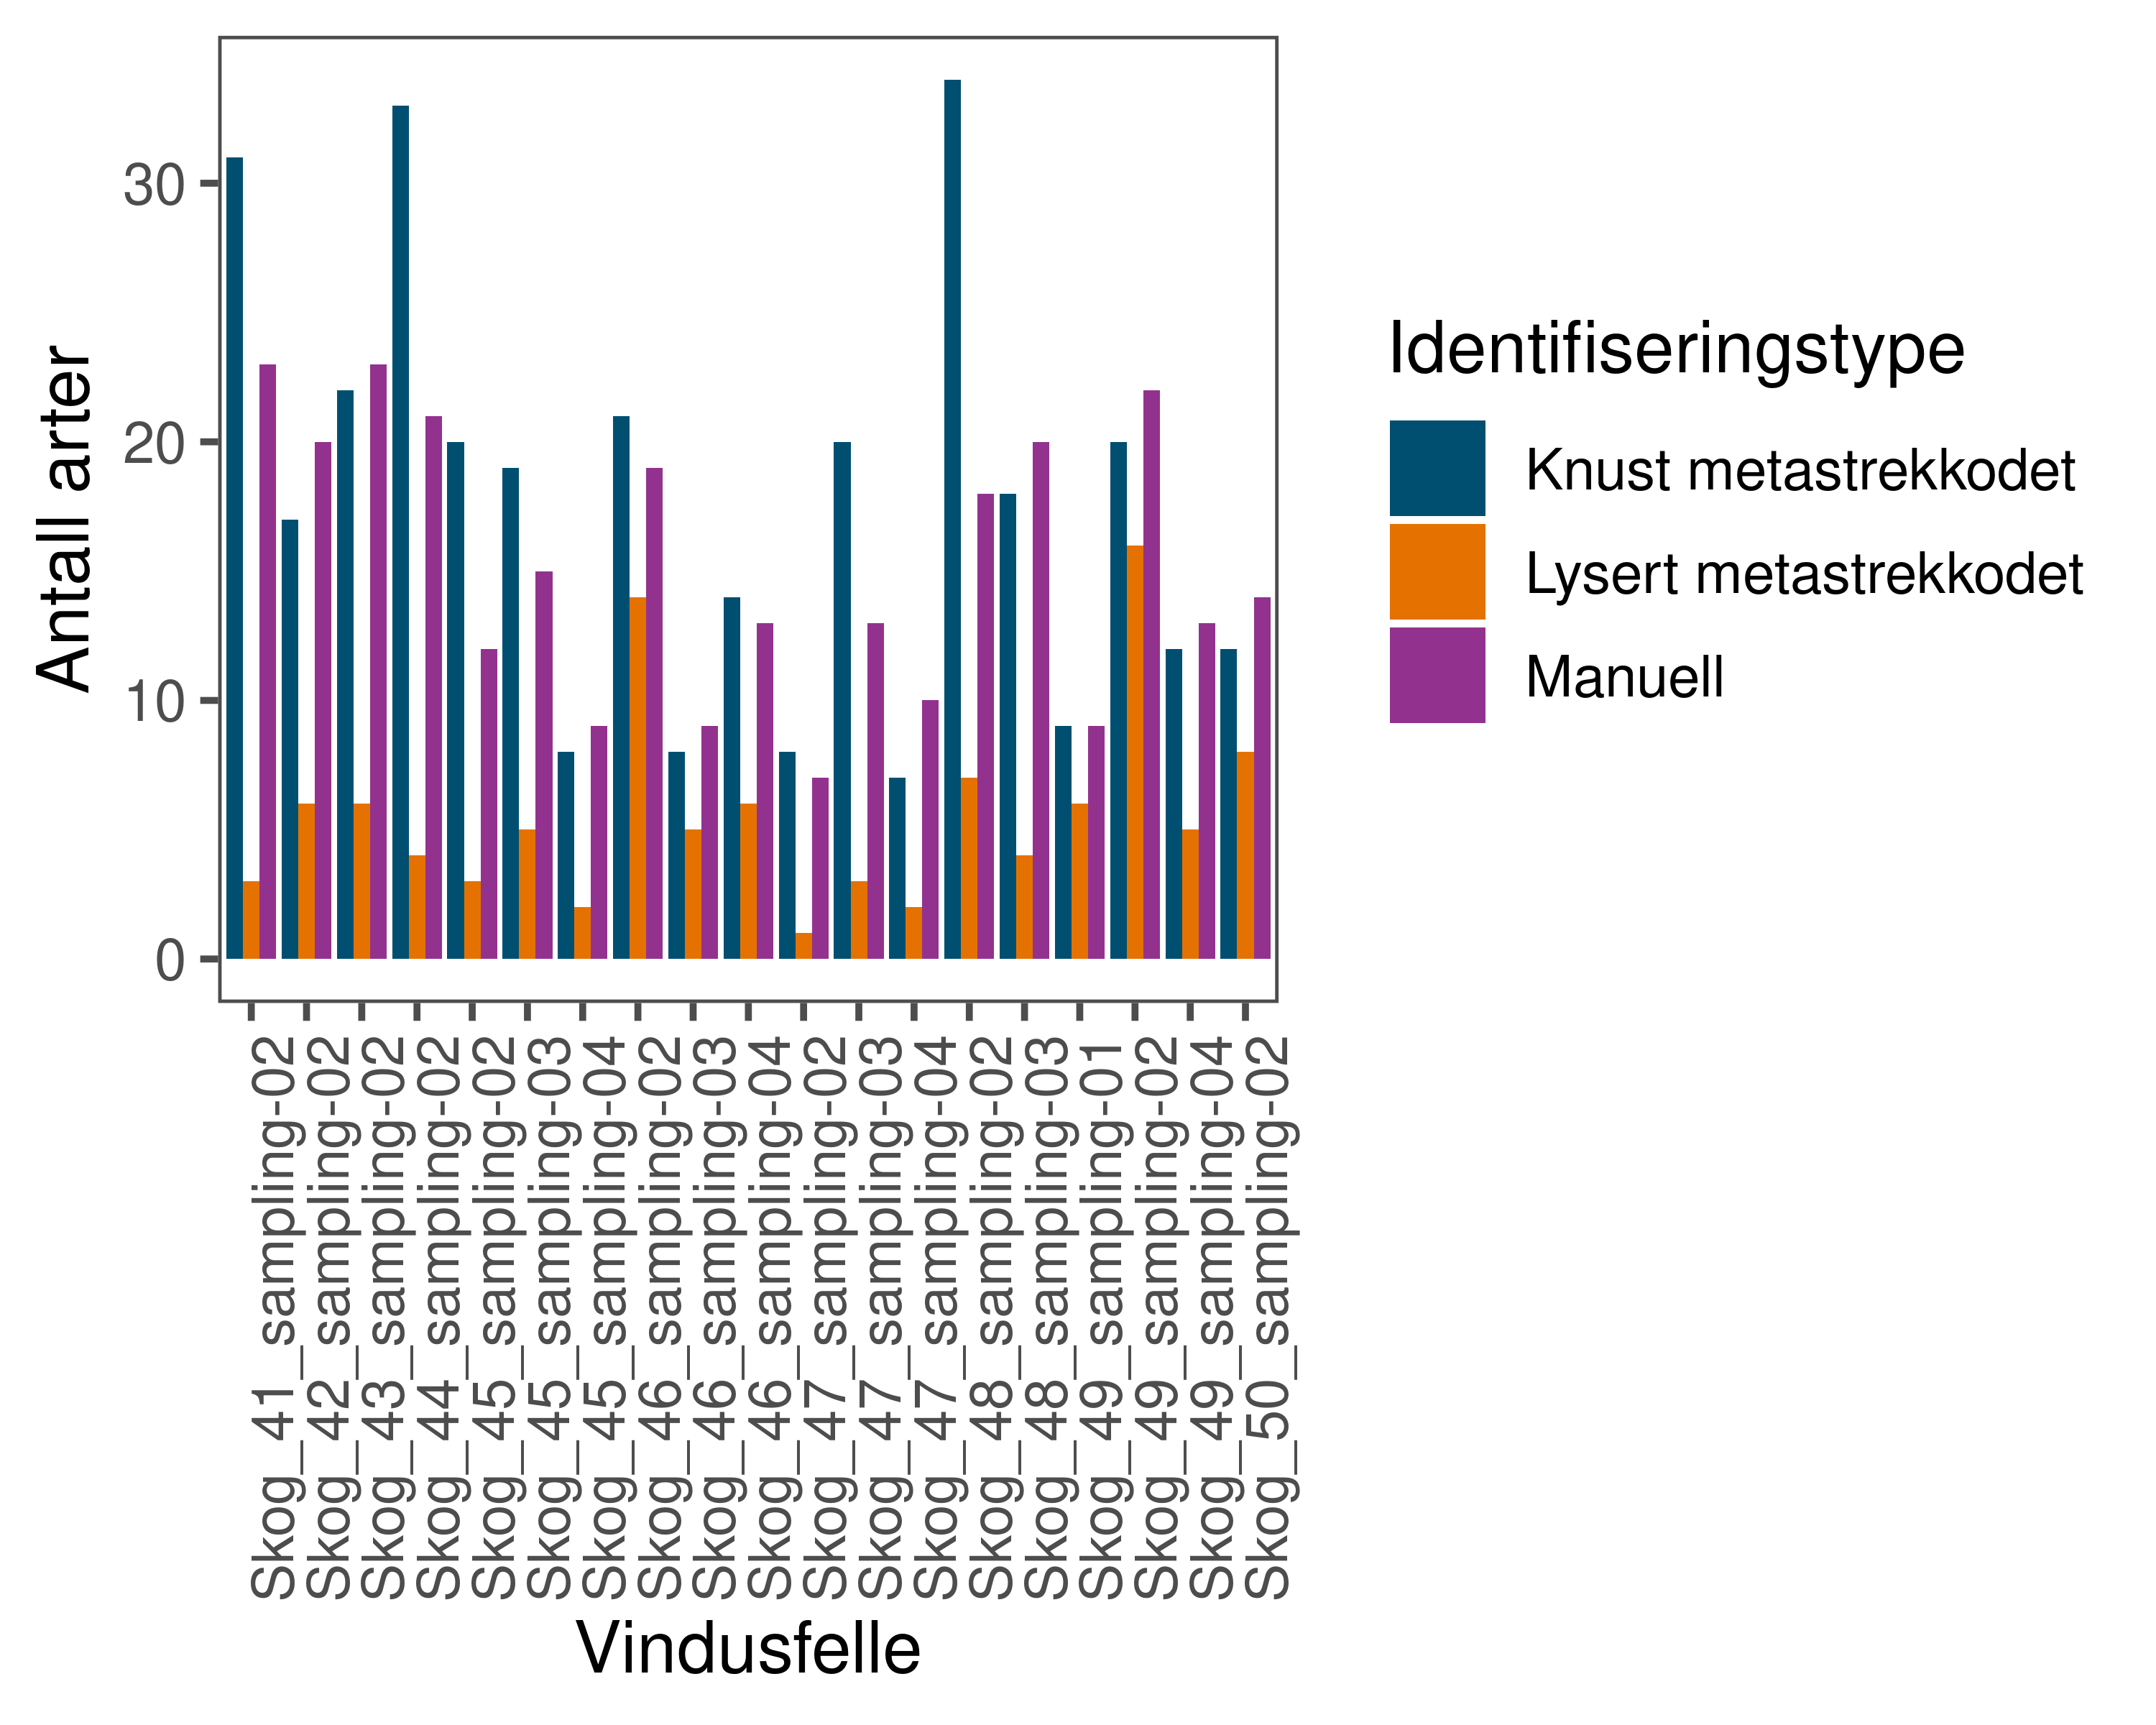 Antall arter
30
20
10
0
Skog_41_sampling-02
Skog_42_sampling-02
Skog_43_sampling-02
Skog_44_sampling-02
Skog_45_sampling-02
Skog_45_sampling-03
Skog_45_sampling-04
Skog_46_sampling-02
Skog_46_sampling-03
Skog_46_sampling-04
Skog_47_sampling-02
Skog_47_sampling-03
Skog_47_sampling-04
Skog_48_sampling-02
Skog_48_sampling-03
Skog_49_sampling-01
Skog_49_sampling-02
Skog_49_sampling-04
Skog_50_sampling-02
Vindusfelle
Identifiseringstype
Knust metastrekkodet
Lysert metastrekkodet
Manuell